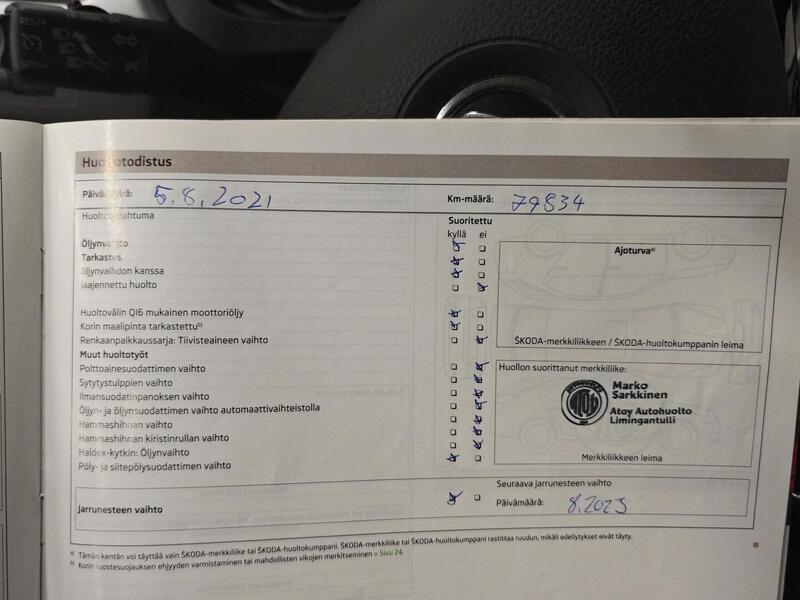 RES/+
SET/-
Huoltotodistus
Päivämäärä: 5.8.2021 Km-määrä: 79834
Huoltotapahtuma Suoritettu
kyllä ei
Öljynvaihto
Tarkastus
öljynvaihdon kanssa
laajennettu huolto
Huoltovälin QI6 mukainen moottoriöljy
Korin maalipinta tarkastettu b)
Renkaanpaikkaussarja: Tiivisteaineen vaihto
Muut huoltotyöt
Polttoainesuodattimen vaihto
Sytytystulppien vaihto
Ilmansuodatinpanoksen vaihto
Öljyn- ja öljynsuodattimen vaihto automaattivaihteistolla
Hammashihnan vaihto
Hammashihnan kiristinrullan vaihto
Haldex-kytkin: Öljynvaihto
Pöly- ja siitepölysuodattimen vaihto
Jarrunesteen vaihto
Ajoturva a)
ŠKODA-merkkiliikkeen / ŠKODA-huoltokumppanin leima
Huollon suorittanut merkkiliike:
Marko
Sarkkinen
Atoy Autohuolto
Limingantulli
Merkkiliikkeen leima
Seuraava jarrunesteen vaihto
Päivämäärä: 8.2023
a) Tämän kentän voi täyttää vain ŠKODA-merkkiliike tai ŠKODA-huoltokumppani. ŠKODA-merkkiliike tai ŠKODA-huoltokumppani rastittaa ruudun, mikäli edellytykset eivät täyty.
b) Korin ruostesuojauksen ehjyyden varmistaminen tai mahdollisten vikojen merkitseminen » Sivu 24.